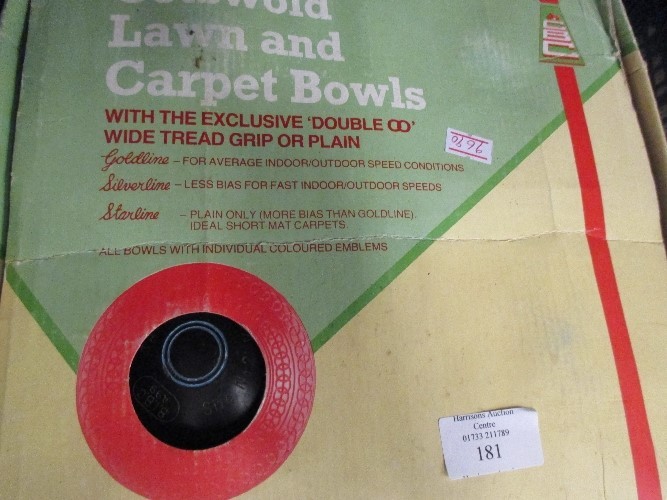 Cotswold
Lawn and
Carpet Bowls
WITH THE EXCLUSIVE 'DOUBLE OO'
WIDE TREAD GRIP OR PLAIN
Goldline – FOR AVERAGE INDOOR/OUTDOOR SPEED CONDITIONS
Silverline – LESS BIAS FOR FAST INDOOR/OUTDOOR SPEEDS
Starline – PLAIN ONLY (MORE BIAS THAN GOLDLINE).
IDEAL SHORT MAT CARPETS
– ALL BOWLS WITH INDIVIDUAL COLOURED EMBLEMS
Harrisons Auction
Centre
01733 211789
181